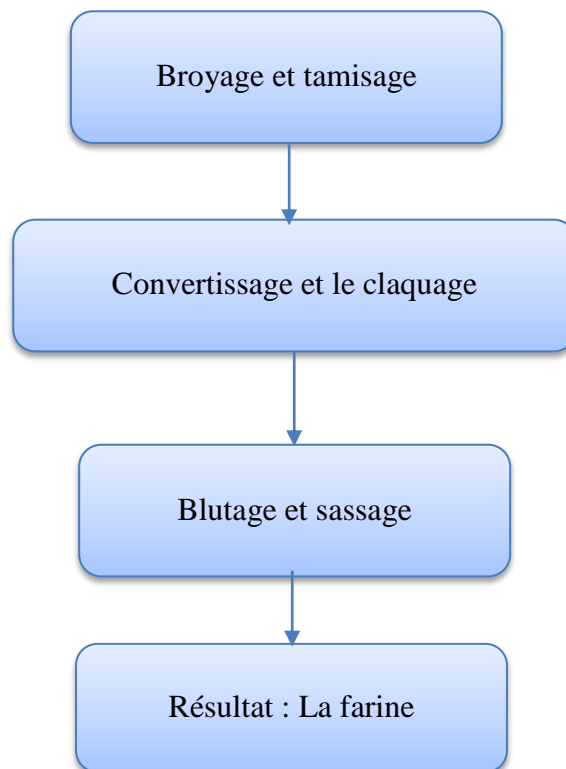 Broyage et tamisage
Convertissage et le claquage
Blutage et sassage
Résultat : La farine